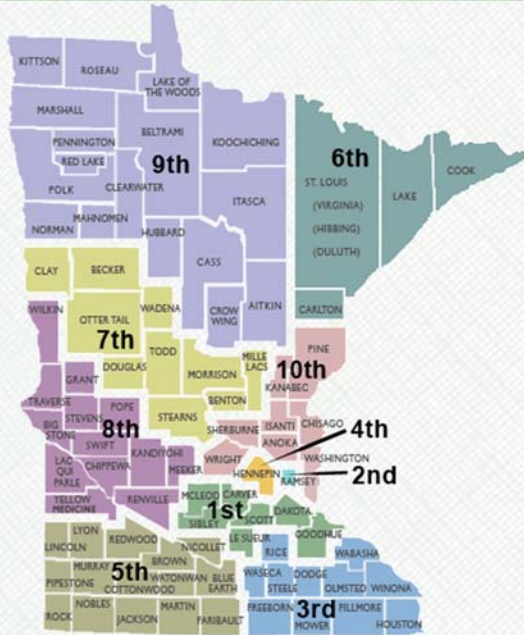 KITTSON
ROSEAU
LAKE OF
THE WOODS
MARSHALL
BELTRAMI
KOOCHICHING
PENNINGTON
RED LAKE
9th
POLK
CLEARWATER
ITASCA
NORMAN
MAHNOMEN
HUBBARD
CASS
CROW
WING
AITKIN
6th
COOK
ST. LOUIS
LAKE
(VIRGINIA)
(HIBBING)
(DULUTH)
CARLTON
CLAY
BECKER
WILKIN
OTTER TAIL
WADENA
7th
TODD
DOUGLAS
MORRISON
MILLE
LACS
BENTON
STEARNS
PINE
10th
KANABEC
SHERBURNE
ISANTI
CHISAGO
ANOKA
4th
WRIGHT
WASHINGTON
HENNEPIN
2nd
RAMSEY
GRANT
TRAVERSE
STEVENS
POPE
BIG
STONE
8th
SWIFT
KANDIYOHI
LAC
QUI
PARLE
CHIPPEWA
MEEKER
YELLOW
MEDICINE
RENVILLE
MCLEOD
CARVER
1st
SCOTT
DAKOTA
SIBLEY
LE SUEUR
GOODHUE
LYON
LINCOLN
REDWOOD
NICOLLET
BROWN
MURRAY
5th
PIPESTONE
COTTONWOOD
WATONWAN
BLUE
EARTH
ROCK
NOBLES
JACKSON
MARTIN
FARIBAULT
RICE
WABASHA
WASECA
DODGE
STEELE
OLMSTED
WINONA
FREEBORN
3rd
MOWER
FILLMORE
HOUSTON